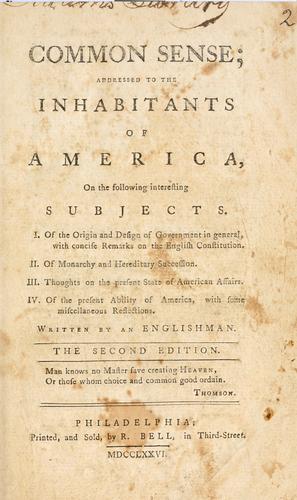 2
COMMON SENSE;
ADDRESSED TO THE
INHABITANTS
OF
AMERICA,
On the following interesting
SUBJECTS.
I. Of the Origin and Design of Government in general,
with concise Remarks on the English Constitution.
II. Of Monarchy and Hereditary Succession.
III. Thoughts on the present State of American Affairs.
IV. Of the present Ability of America, with some
miscellaneous Reflections.
WRITTEN BY AN ENGLISHMAN.
THE SECOND EDITION.
Man knows no Master save creating HEAVEN,
Or those whom choice and common good ordain.
THOMSON.
PHILADELPHIA;
Printed, and Sold, by R. BELL, in Third-Street.
MDCCLXXVI.